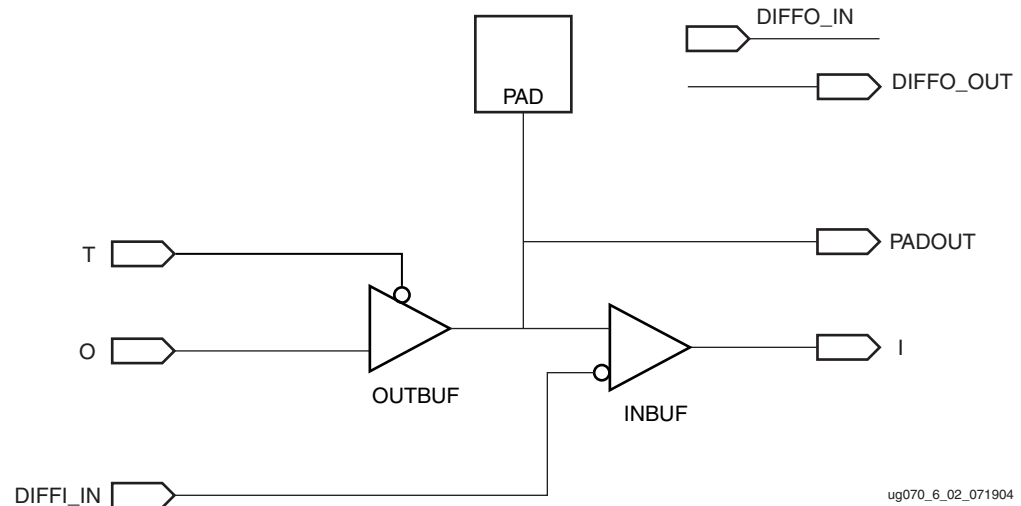 DIFFO_IN
DIFFO_OUT
PAD
PADOUT
T
O
I
OUTBUF
INBUF
DIFFI_IN
ug070_6_02_071904